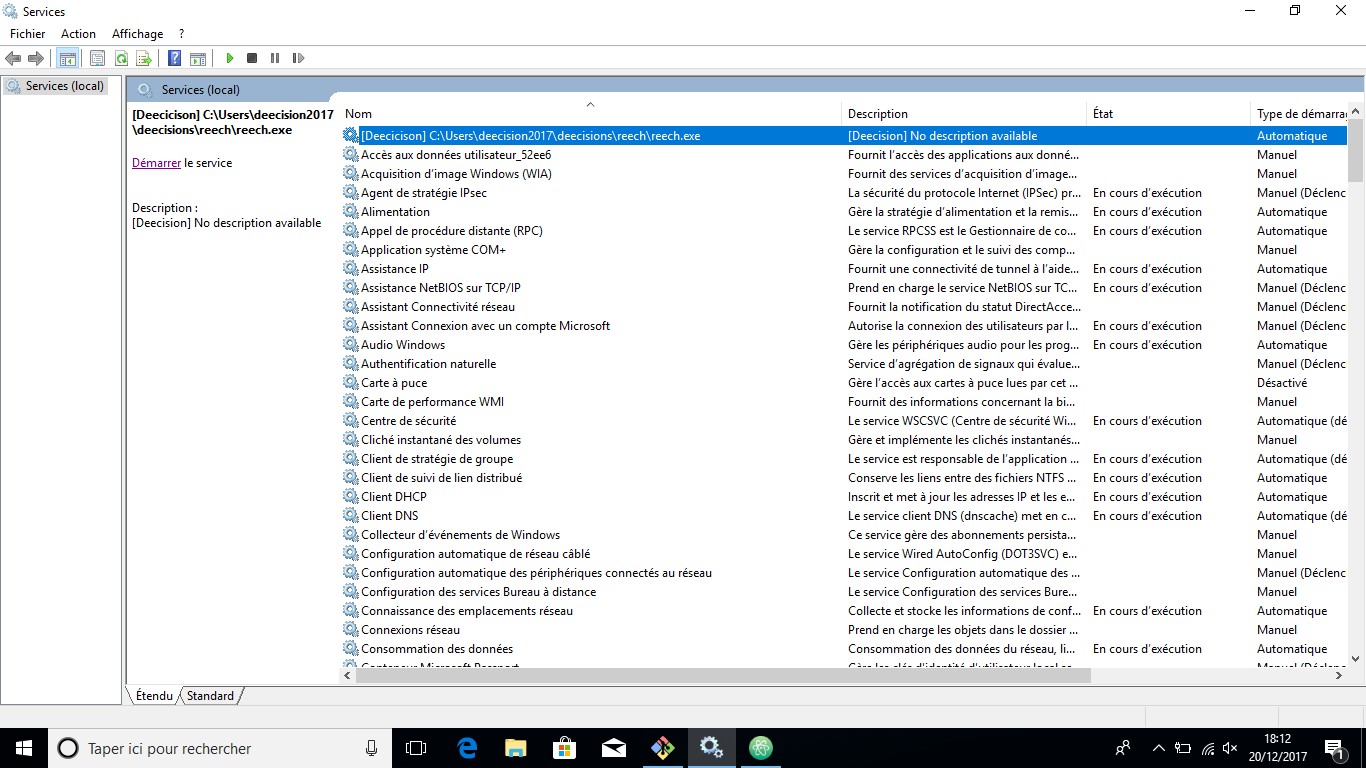 Services
Fichier Action Affichage ?
Services (local)
Services (local)
[Deecicison] C:\Users\deecision2017
\deecisions\reech\reech.exe
Démarrer le service
Description :
[Deecision] No description available
Nom Description État Type de démarrag
[Deecicison] C:\Users\deecision2017\deecisions\reech\reech.exe [Deecision] No description available Automatique
Accès aux données utilisateur_52ee6 Fournit l'accès des applications aux donné... Manuel
Acquisition d'image Windows (WIA) Fournit des services d'acquisition d'image... Manuel
Agent de stratégie IPsec La sécurité du protocole Internet (IPSec) pr... En cours d'exécution Manuel (Déclenc
Alimentation Gère la stratégie d'alimentation et la remis... En cours d'exécution Automatique
Appel de procédure distante (RPC) Le service RPCSS est le Gestionnaire de co... En cours d'exécution Automatique
Application système COM+ Gère la configuration et le suivi des comp... Manuel
Assistance IP Fournit une connectivité de tunnel à l'aide... En cours d'exécution Automatique
Assistance NetBIOS sur TCP/IP Prend en charge le service NetBIOS sur TC... En cours d'exécution Manuel (Déclenc
Assistant Connectivité réseau Fournit la notification du statut DirectAcce... Manuel (Déclenc
Assistant Connexion avec un compte Microsoft Autorise la connexion des utilisateurs par l... En cours d'exécution Manuel (Déclenc
Audio Windows Gère les périphériques audio pour les prog... En cours d'exécution Automatique
Authentification naturelle Service d'agrégation de signaux qui évalue... Manuel (Déclenc
Carte à puce Gère l'accès aux cartes à puce lues par cet ... Désactivé
Carte de performance WMI Fournit des informations concernant la bi... Manuel
Centre de sécurité Le service WSCSVC (Centre de sécurité Wi... En cours d'exécution Automatique (dé
Cliché instantané des volumes Gère et implémente les clichés instantanés... Manuel
Client de stratégie de groupe Le service est responsable de l'application ... En cours d'exécution Automatique (dé
Client de suivi de lien distribué Conserve les liens entre des fichiers NTFS ... En cours d'exécution Automatique
Client DHCP Inscrit et met à jour les adresses IP et les e... En cours d'exécution Automatique
Client DNS Le service client DNS (dnscache) met en c... En cours d'exécution Automatique (dé
Collecteur d'événements de Windows Ce service gère des abonnements persista... Manuel
Configuration automatique de réseau câblé Le service Wired AutoConfig (DOT3SVC) e... Manuel
Configuration automatique des périphériques connectés au réseau Le service Configuration automatique des ... Manuel (Déclenc
Configuration des services Bureau à distance Le service Configuration des services Bure... Manuel
Connaissance des emplacements réseau Collecte et stocke les informations de conf... En cours d'exécution Automatique
Connexions réseau Prend en charge les objets dans le dossier ... Manuel
Consommation des données Consommation des données du réseau, li... En cours d'exécution Automatique
Conteneur Microsoft Passport Gère les clés d'identité d'utilisateur local Manuel (Déclenc
Étendu Standard
Taper ici pour rechercher
18:12
20/12/2017
1